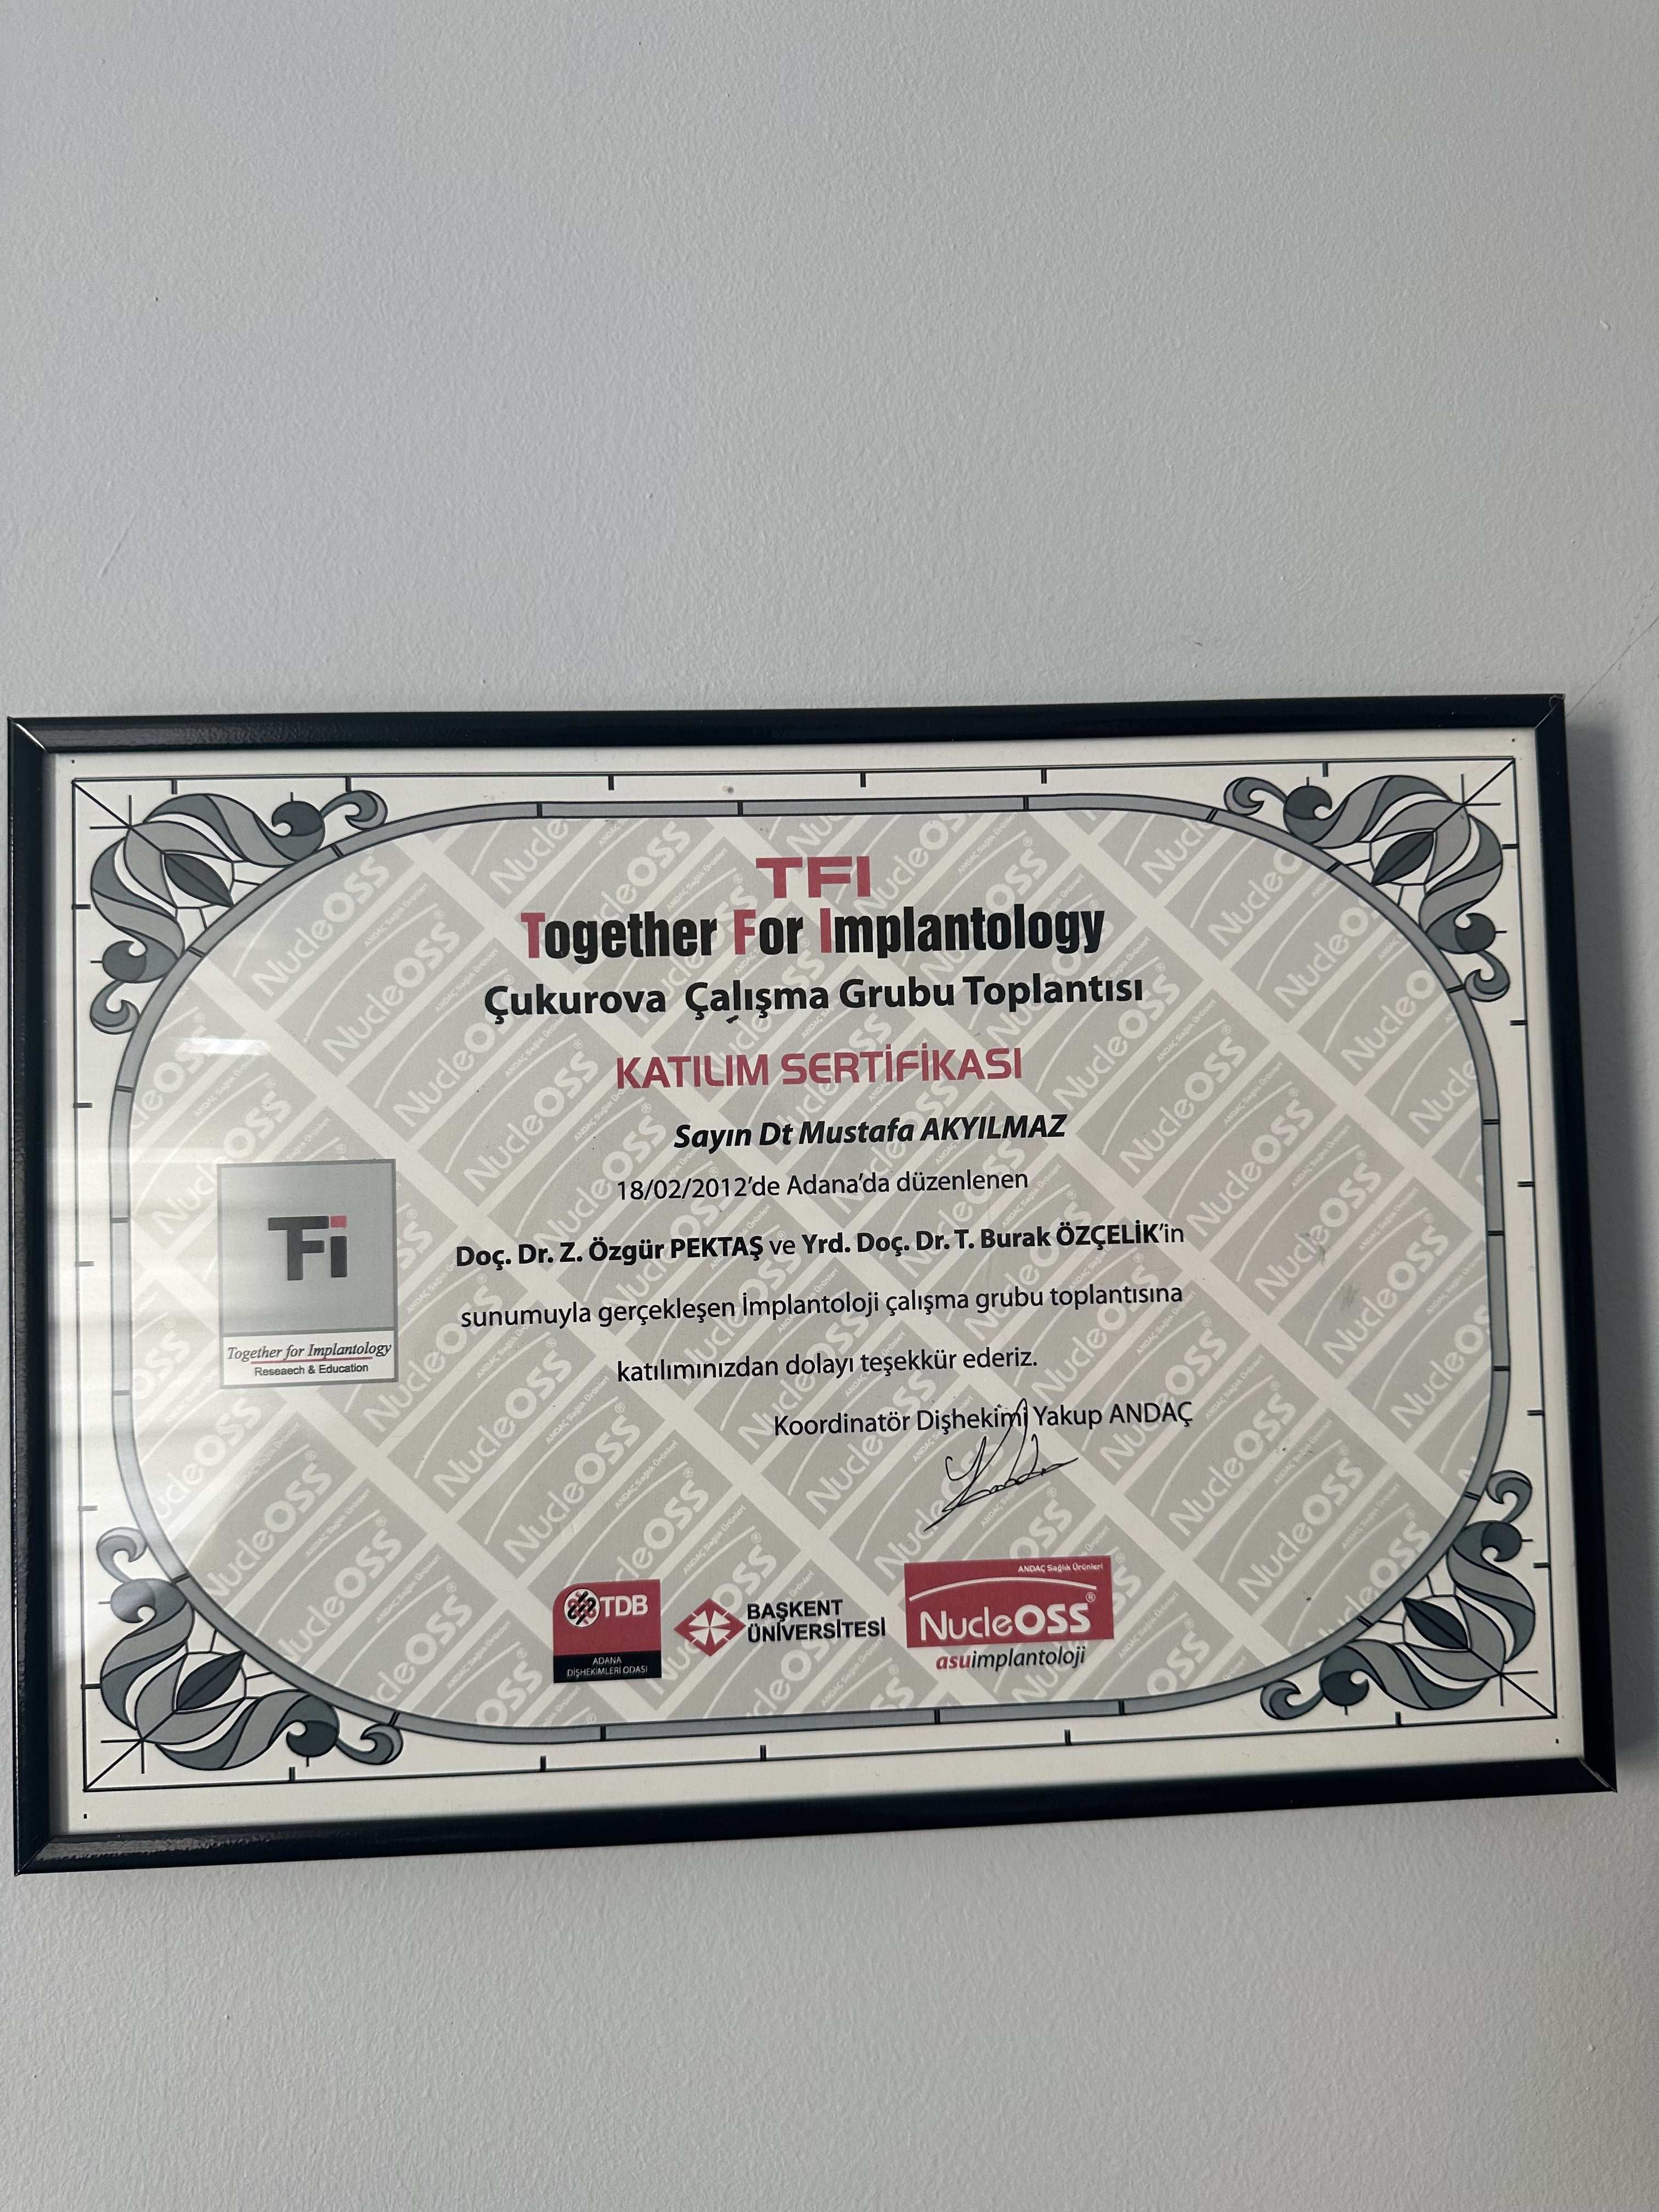 TFI
Together For Implantology
Çukurova Çalışma Grubu Toplantısı
KATILIM SERTİFİKASI
Sayın Dt Mustafa AKYILMAZ
18/02/2012'de Adana'da düzenlenen
Doç. Dr. Z. Özgür PEKTAŞ ve Yrd. Doç. Dr. T. Burak ÖZÇELİK'in
sunumuyla gerçekleşen İmplantoloji çalışma grubu toplantısına
katılımınızdan dolayı teşekkür ederiz.
Koordinatör Dişhekimi Yakup ANDAÇ
TFi
Together for Implantology
Reseaech & Education
TDB
ADANA
DİŞHEKİMLERİ ODASI
BAŞKENT
ÜNİVERSİTESİ
ANDAÇ Sağlık Ürünleri
NucleOSS®
asuimplantoloji